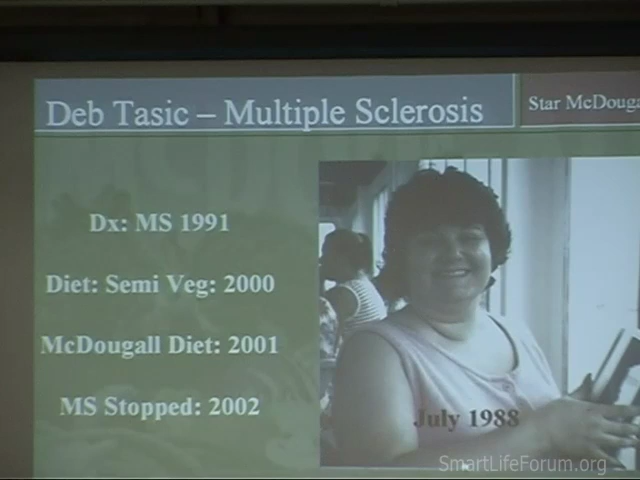 Deb Tasic – Multiple Sclerosis
Star McDouga
Dx: MS 1991
Diet: Semi Veg: 2000
McDougall Diet: 2001
MS Stopped: 2002
July 1988
SmartLifeForum.org